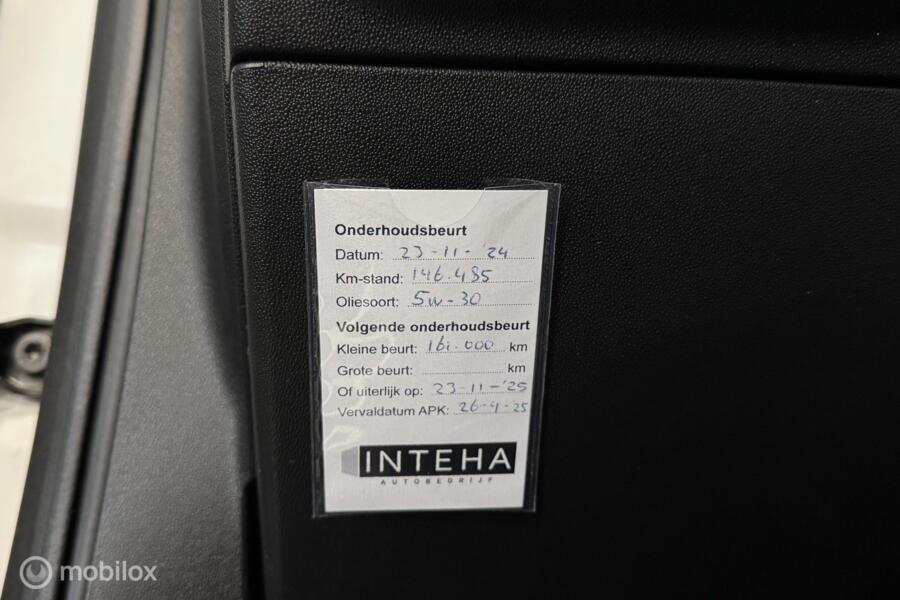 Onderhoudsbeurt
Datum: 23-11-'24
Km-stand: 146.485
Oliesoort: 5w-30
Volgende onderhoudsbeurt
Kleine beurt: 161.000 km
Grote beurt: km
Of uiterlijk op: 23-11-'25
Vervaldatum APK: 26-9-'25
INTEHA
AUTOBEDRIJF
mobilox